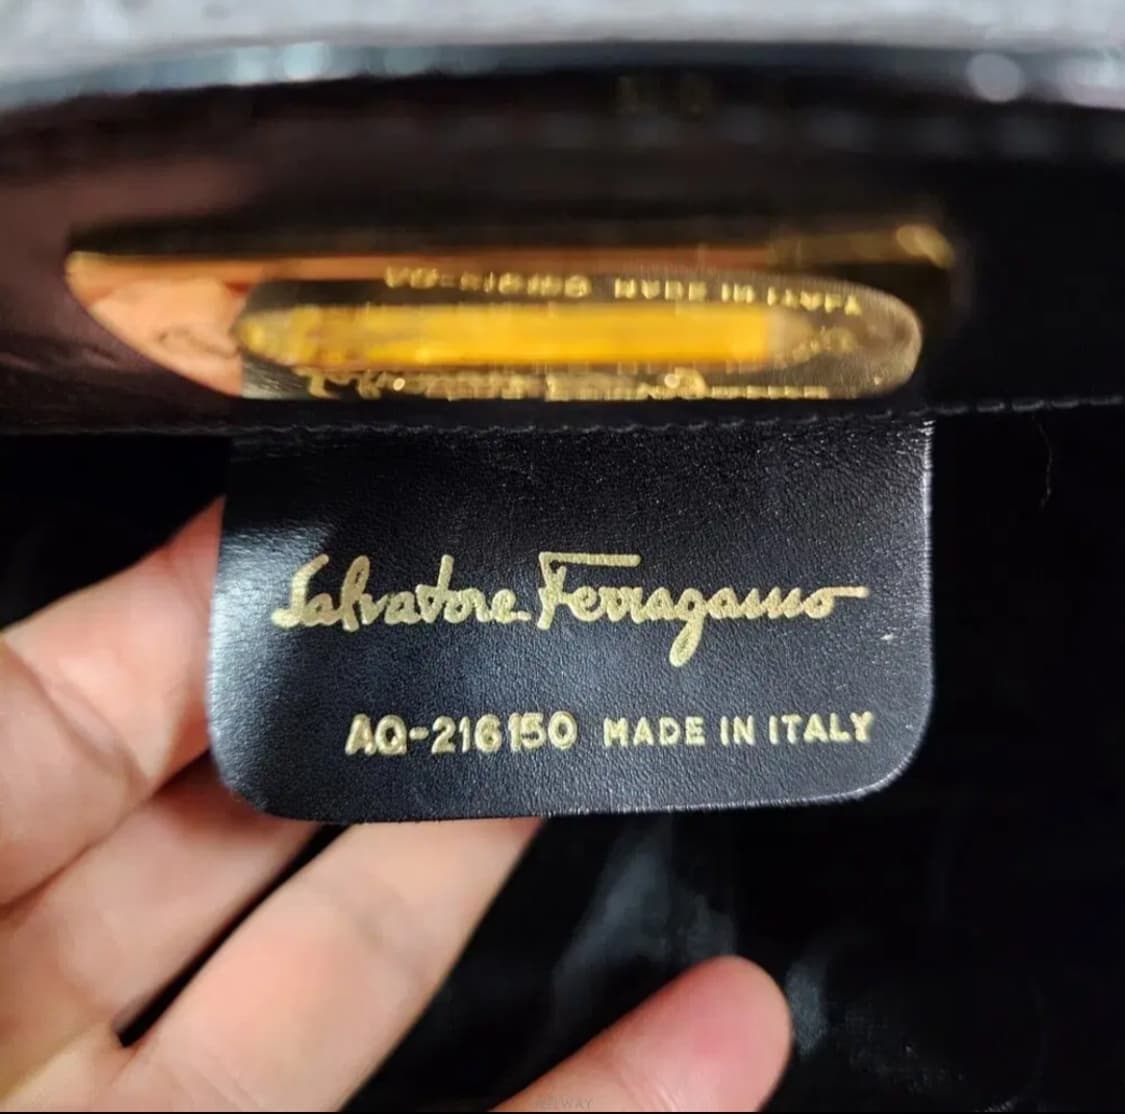 Salvatore Ferragamo
AQ-216150 MADE IN ITALY